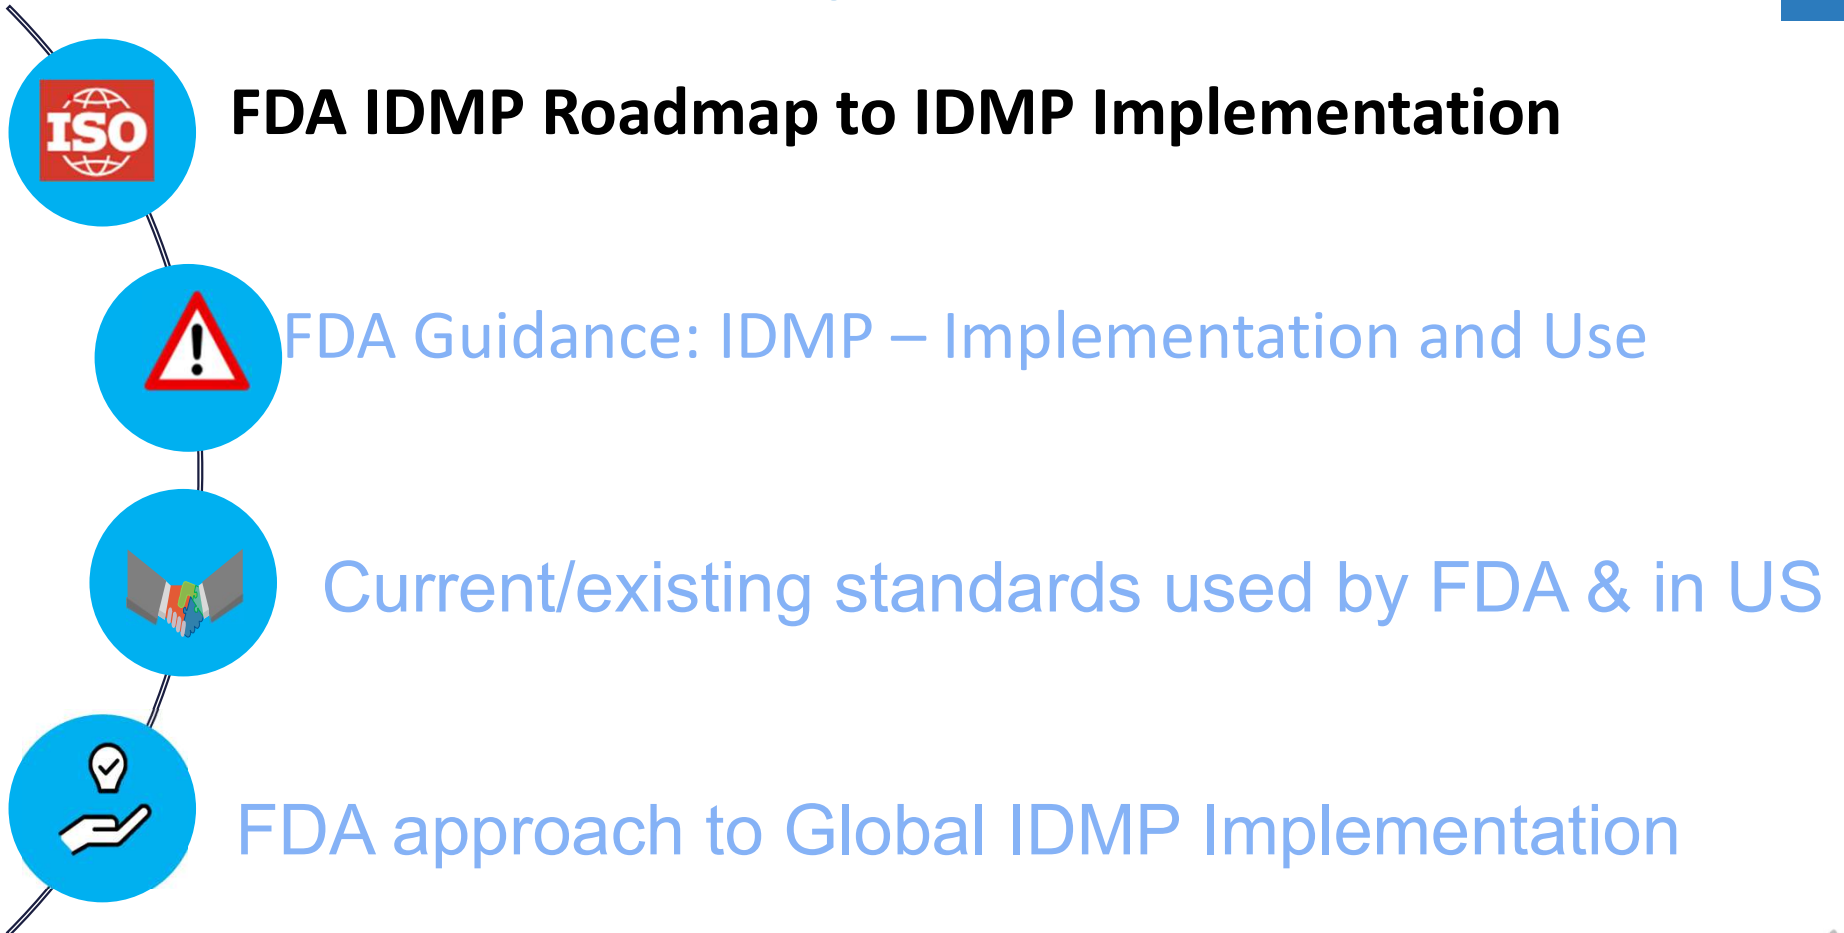 ISO
FDA IDMP Roadmap to IDMP Implementation
FDA Guidance: IDMP – Implementation and Use
Current/existing standards used by FDA & in US
FDA approach to Global IDMP Implementation